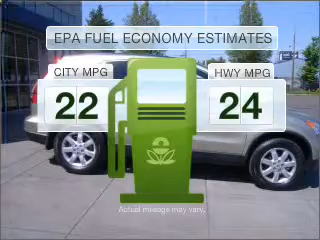 EPA FUEL ECONOMY ESTIMATES
CITY MPG
HWY MPG
22
24
Actual mileage may vary.